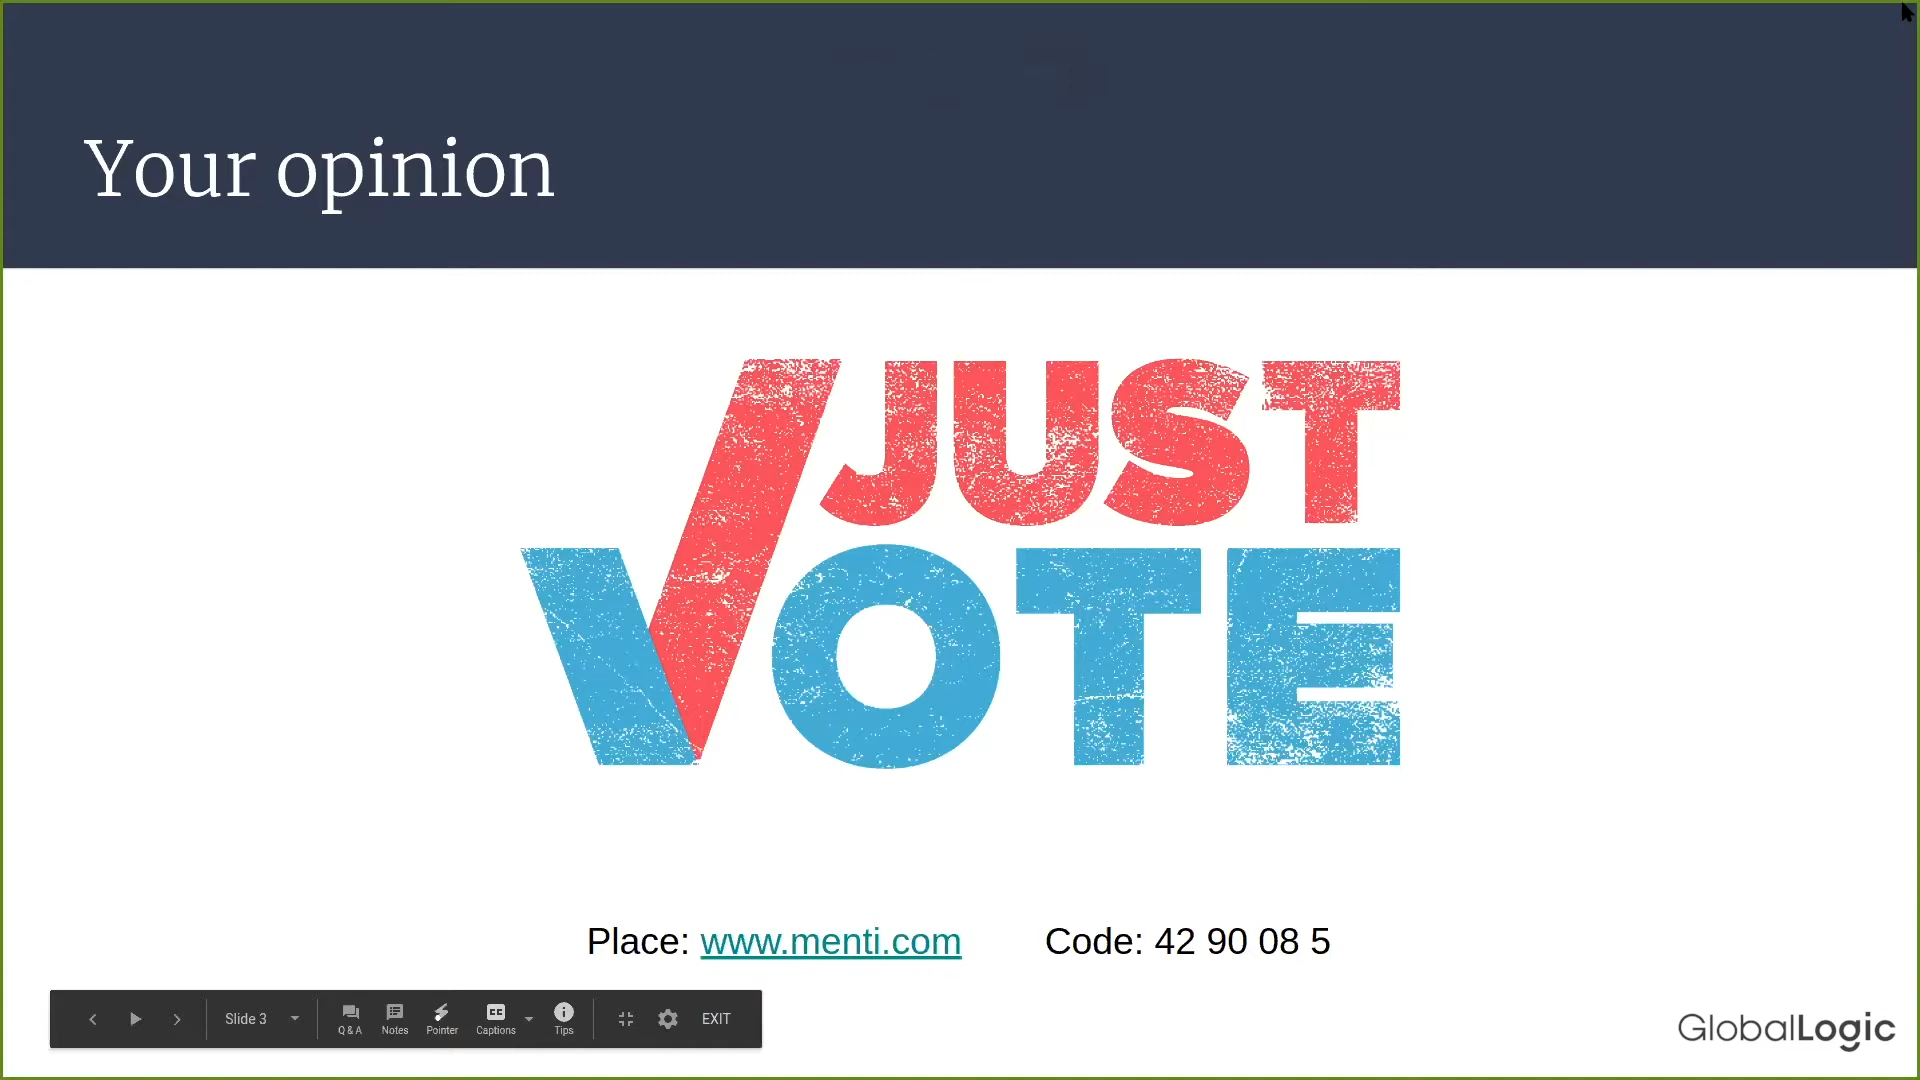 Your opinion
JUST
VOTE
Place: www.menti.com Code: 42 90 08 5
Slide 3
Q & A Notes Pointer Captions Tips
EXIT
GlobalLogic